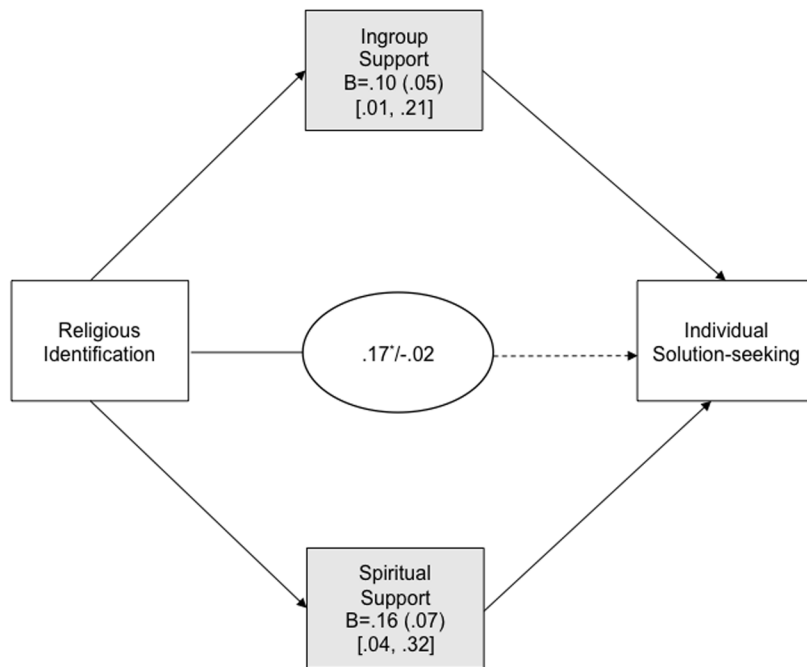 Ingroup
Support
B=.10 (.05)
[.01, .21]
Religious
Identification
.17*/-.02
Individual
Solution-seeking
Spiritual
Support
B=.16 (.07)
[.04, .32]